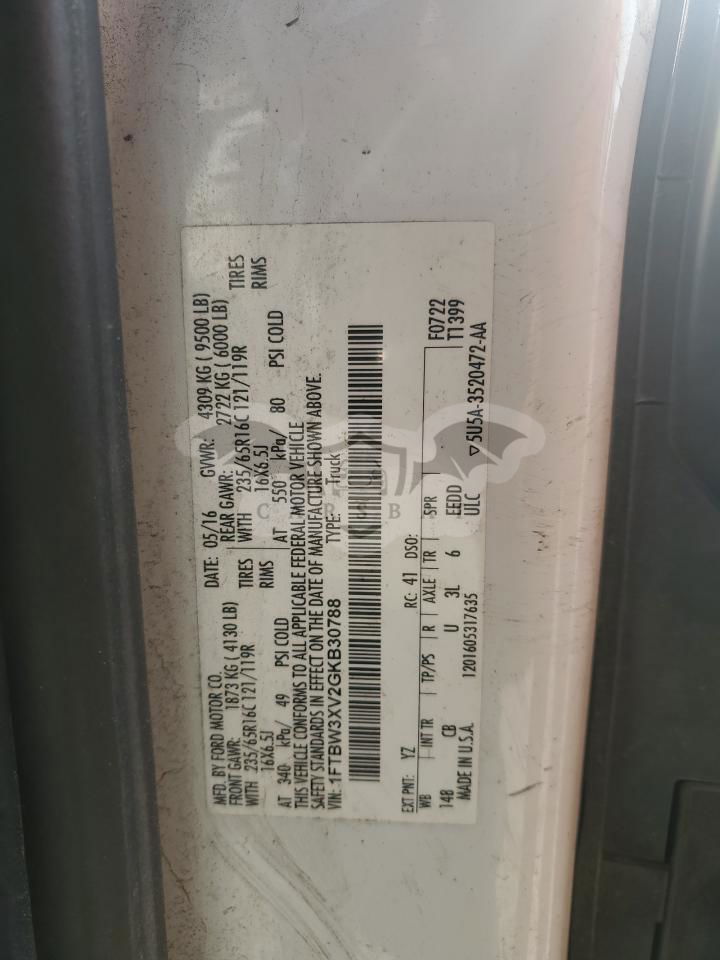 MFD. BY FORD MOTOR CO.
DATE: 05/16 GVWR: 4309 KG ( 9500 LB)
FRONT GAWR: 1873 KG ( 4130 LB) REAR GAWR: 2722 KG ( 6000 LB)
WITH 235/65R16C 121/119R TIRES WITH 235/65R16C 121/119R TIRES
16X6.5J RIMS 16X6.5J RIMS
AT 340 kPa/ 49 PSI COLD AT 550 kPa/ 80 PSI COLD
THIS VEHICLE CONFORMS TO ALL APPLICABLE FEDERAL MOTOR VEHICLE
SAFETY STANDARDS IN EFFECT ON THE DATE OF MANUFACTURE SHOWN ABOVE.
VIN: 1FTBW3XV2GKB30788 TYPE: Truck
EXT PNT: YZ RC: 41 DSO: F0722
WB INT TR TP/PS R AXLE TR SPR T1399
148 CB U 3L 6 EEDD
MADE IN U.S.A. 1201605317635 ULC ▽5U5A-3520472-AA